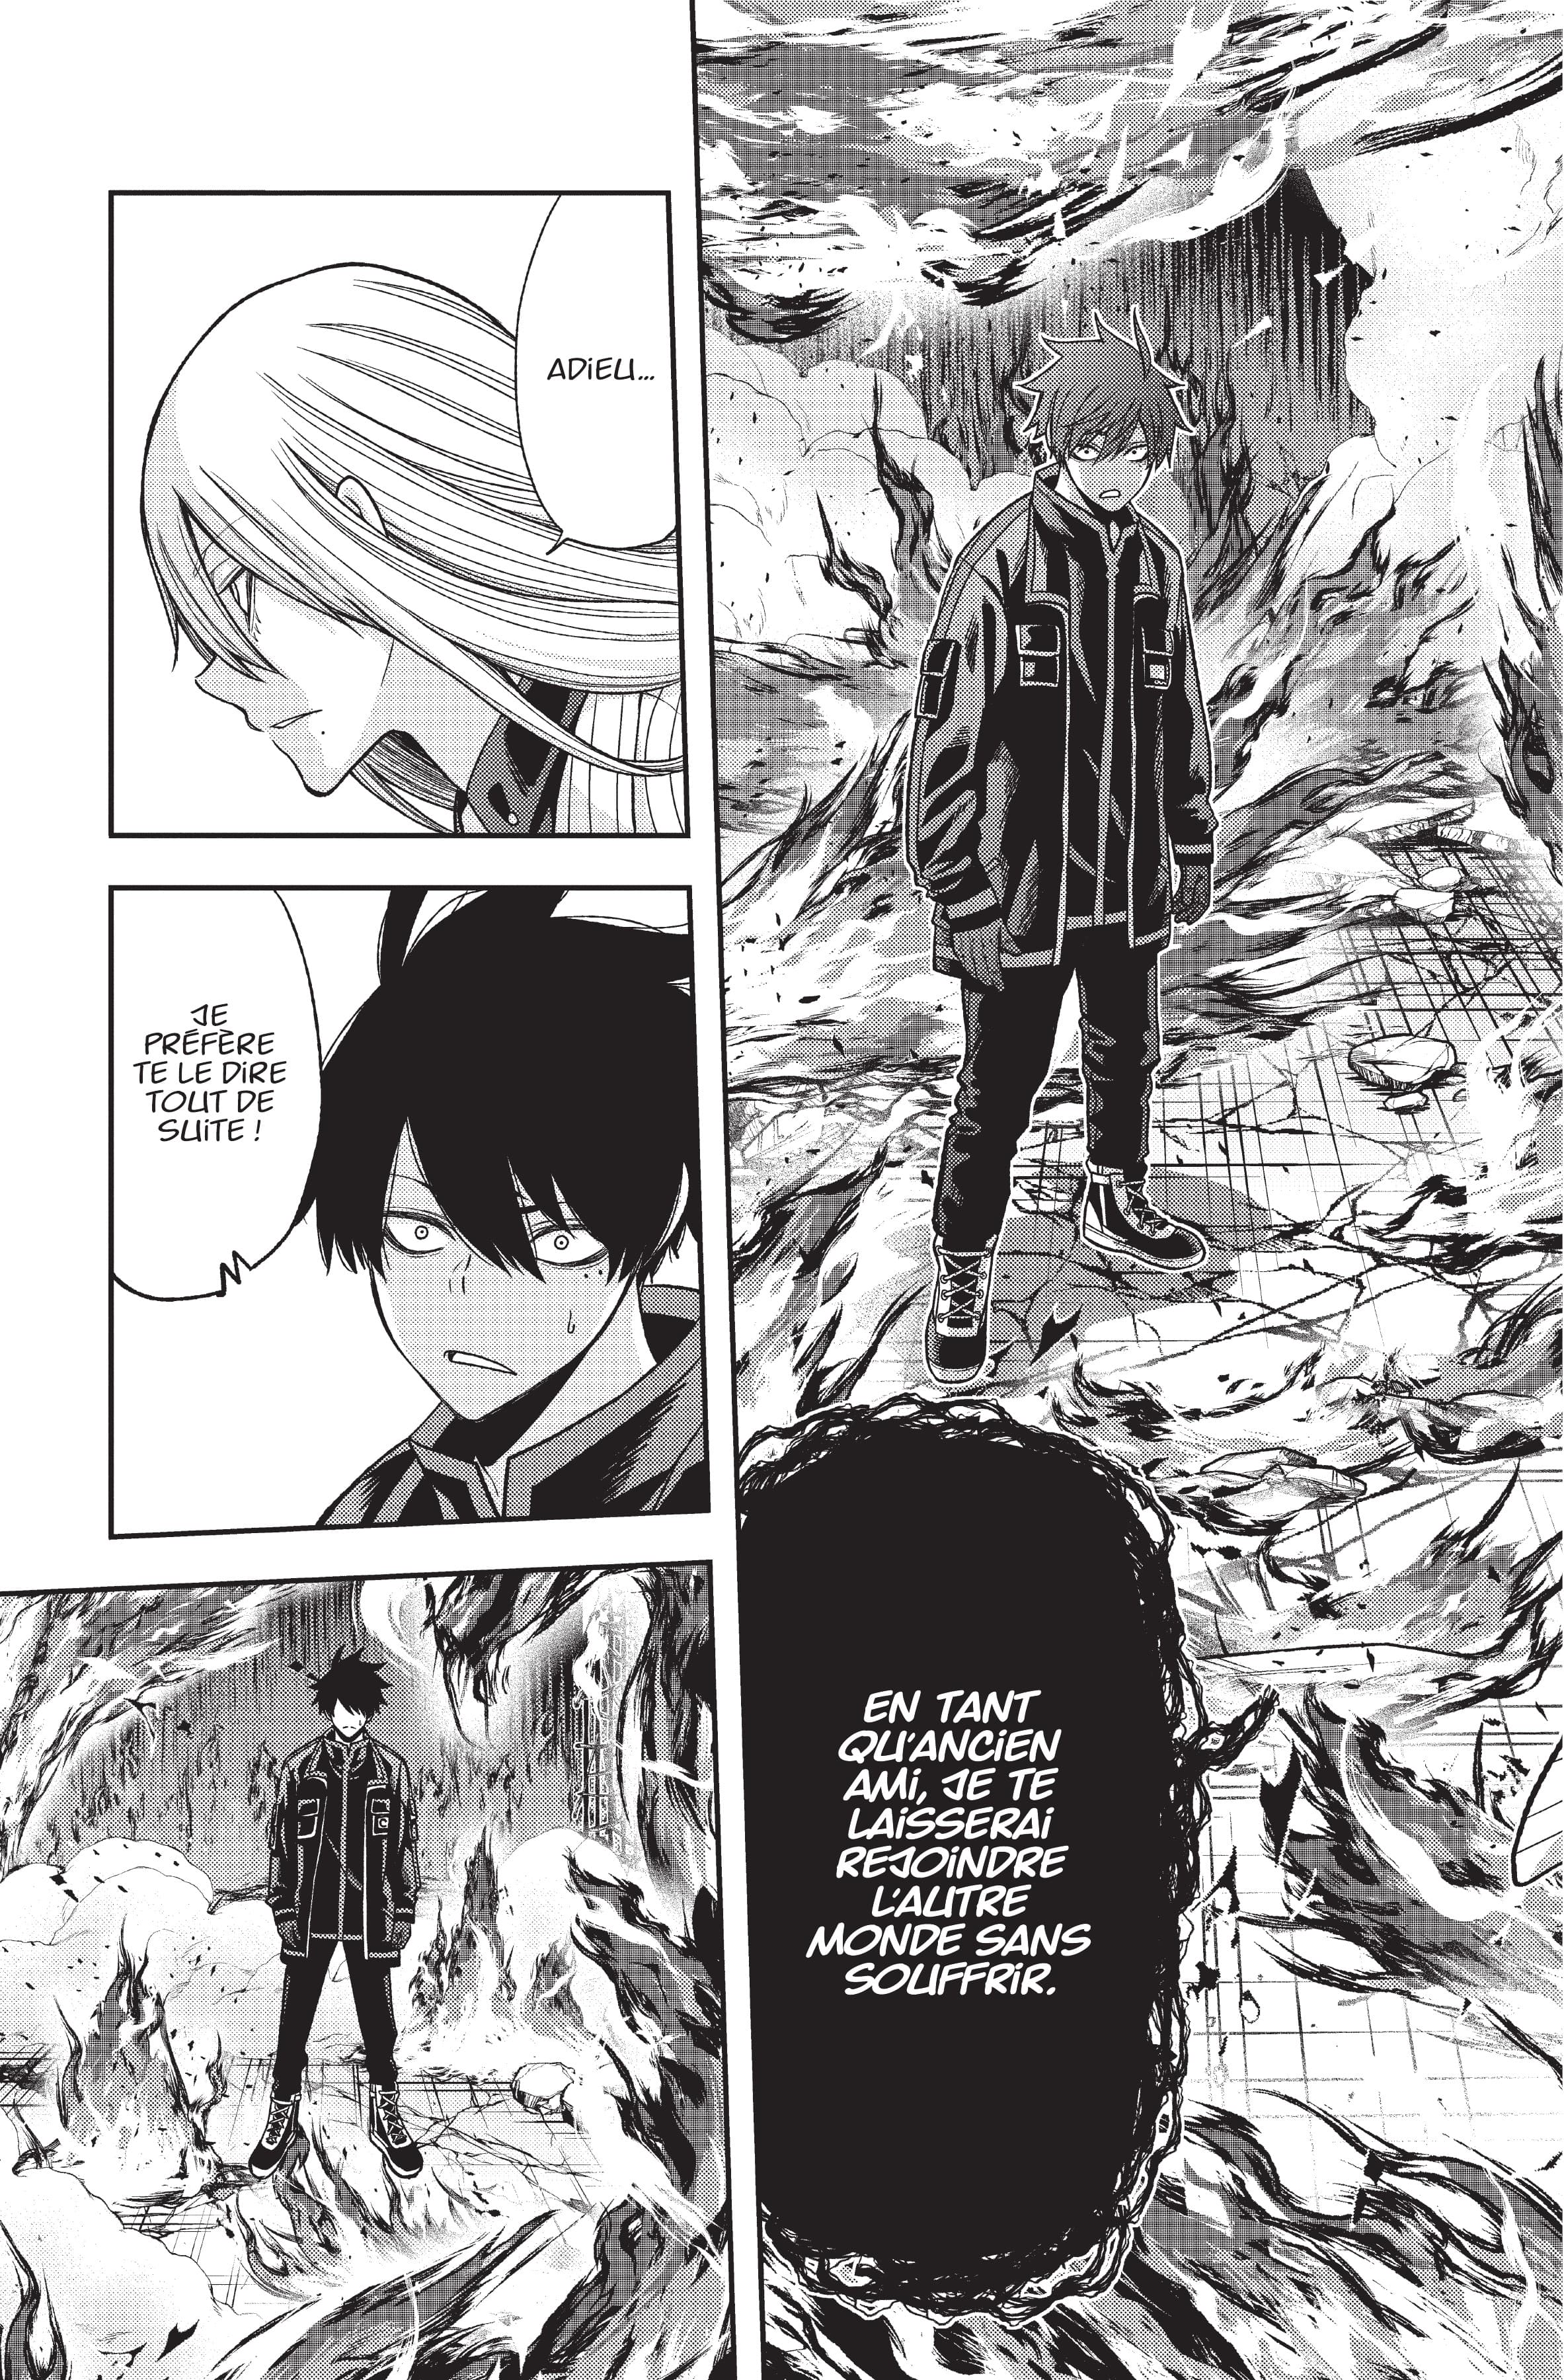 EN TANT
QU'ANCIEN
AMI, JE TE
LAISSERAI
REJOINDRE
L'AUTRE
MONDE SANS
SOUFFRIR.
ADIEU...
JE
PRÉFÈRE
TE LE DIRE
TOUT DE
SUITE !